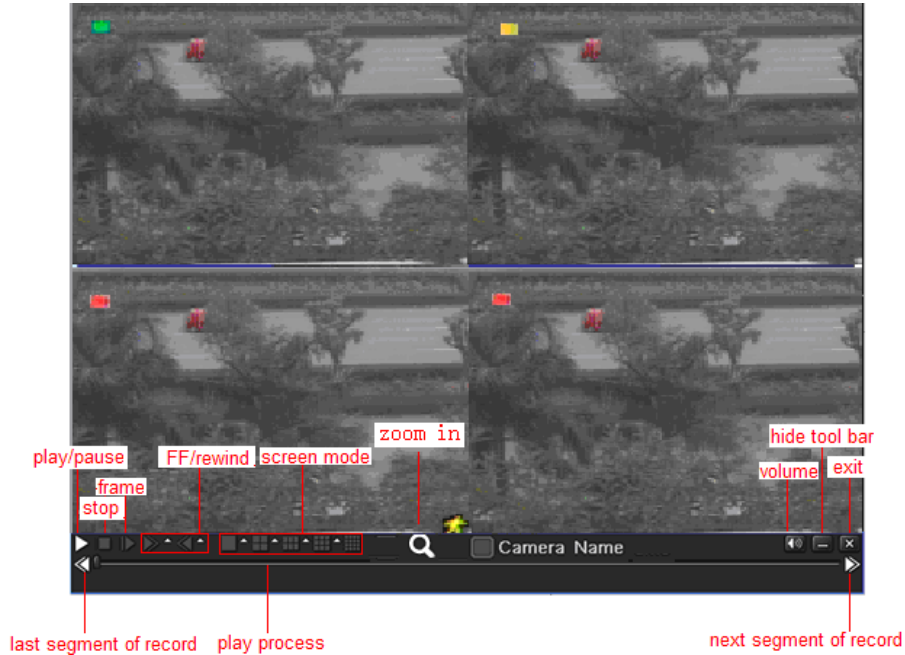 zoom in
hide tool bar
play/pause
FF/rewind
screen mode
volume
exit
frame
stop
Camera Name
last segment of record
play process
next segment of record